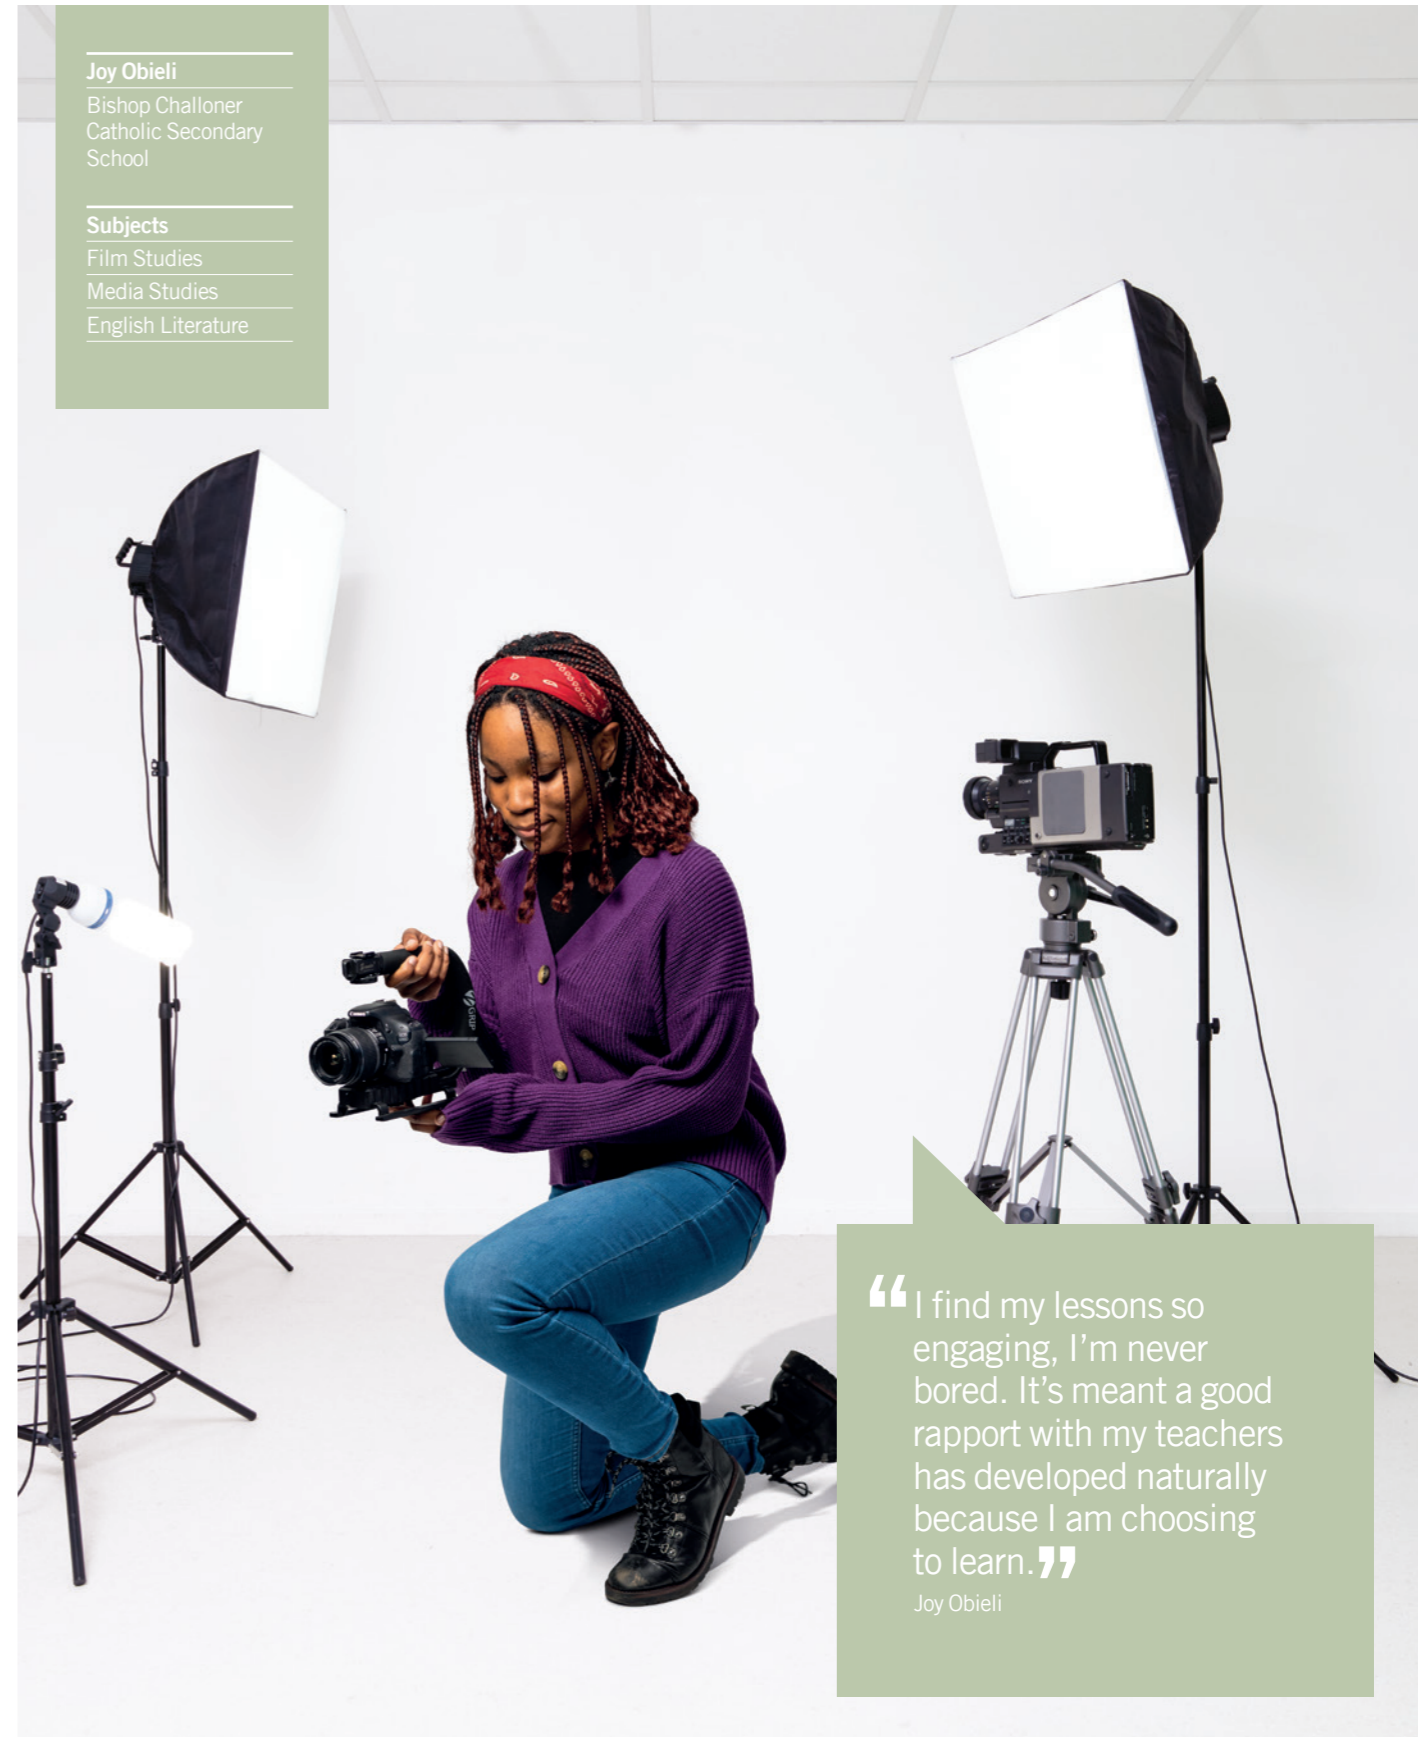 Joy Obieli
Bishop Challoner
Catholic Secondary
School
Subjects
Film Studies
Media Studies
English Literature
GRIP
“I find my lessons so
engaging, I’m never
bored. It’s meant a good
rapport with my teachers
has developed naturally
because I am choosing
to learn.”
Joy Obieli